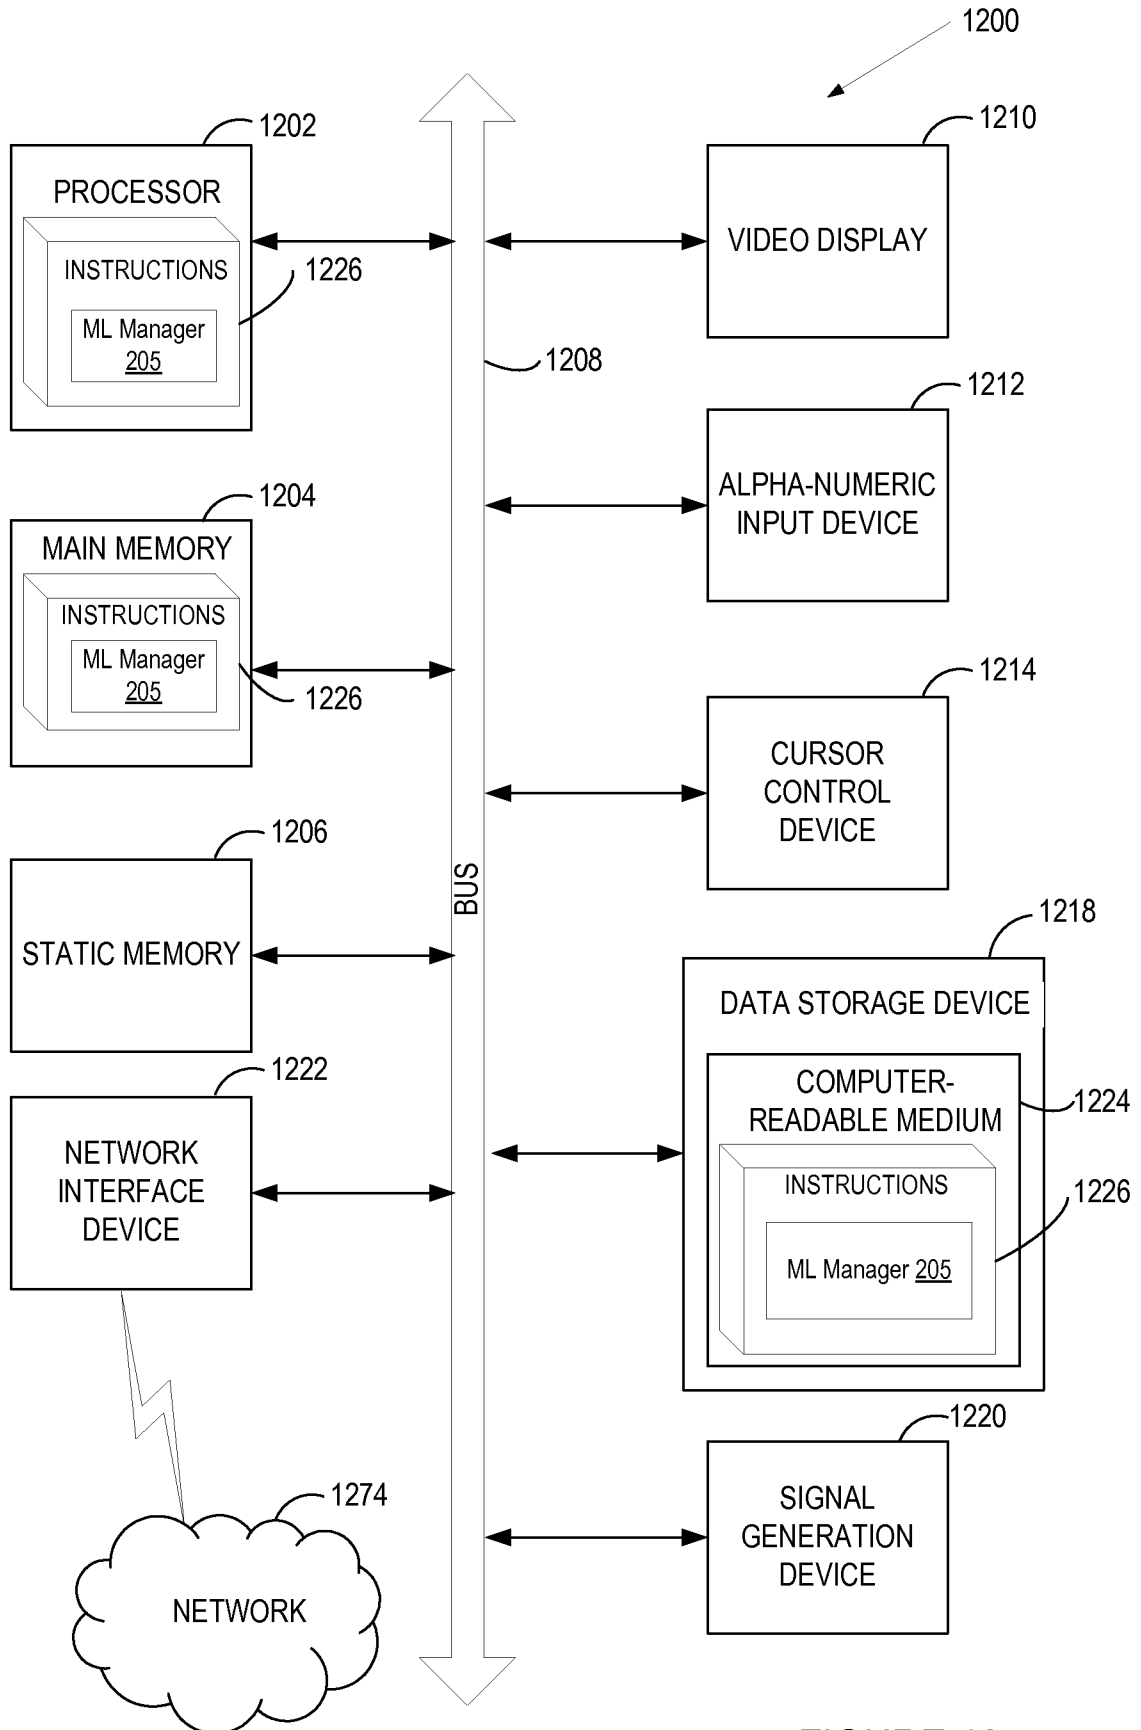 1200
1202
PROCESSOR
INSTRUCTIONS
1226
ML Manager
205
1210
VIDEO DISPLAY
1208
1212
ALPHA-NUMERIC
INPUT DEVICE
1204
MAIN MEMORY
INSTRUCTIONS
ML Manager
205
1226
1214
CURSOR
CONTROL
DEVICE
1206
STATIC MEMORY
BUS
1218
DATA STORAGE DEVICE
COMPUTER-
READABLE MEDIUM
1224
INSTRUCTIONS
1226
ML Manager 205
1222
NETWORK
INTERFACE
DEVICE
1220
SIGNAL
GENERATION
DEVICE
1274
NETWORK